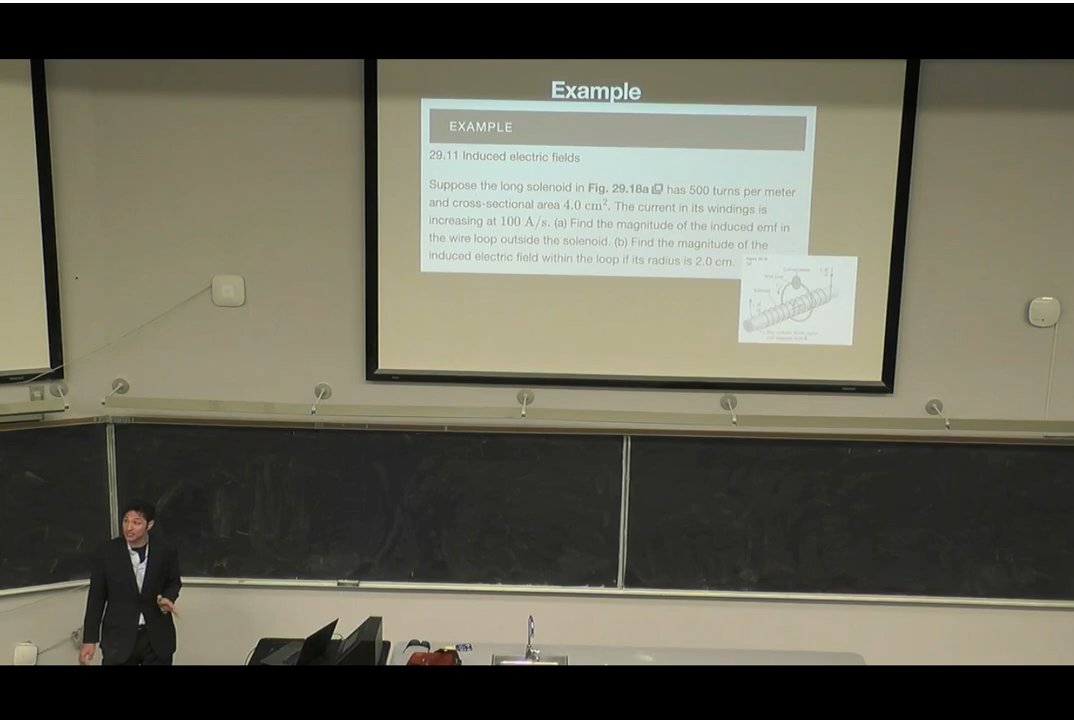 Example
EXAMPLE
29.11 Induced electric fields
Suppose the long solenoid in Fig. 29.18a has 500 turns per meter
and cross-sectional area 4.0 cm². The current in its windings is
increasing at 100 A/s. (a) Find the magnitude of the induced emf in
the wire loop outside the solenoid. (b) Find the magnitude of the
induced electric field within the loop if its radius is 2.0 cm.